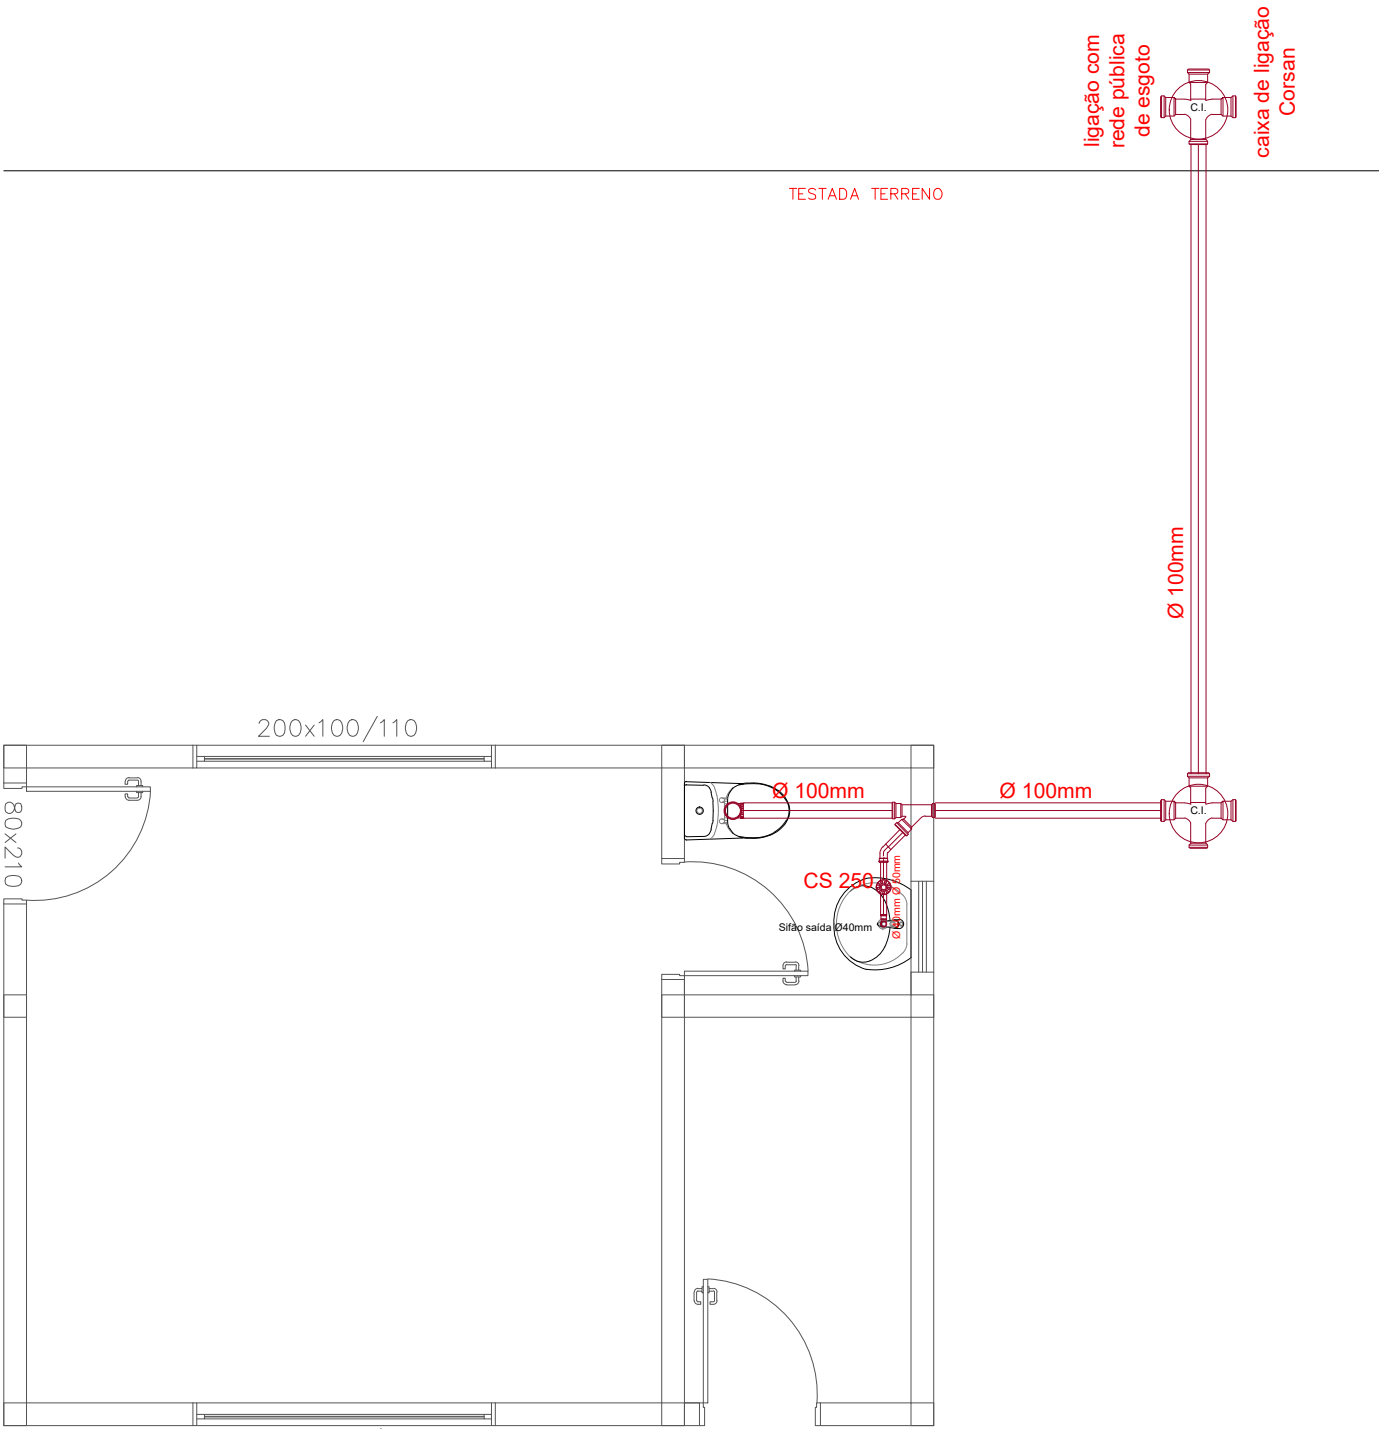 ligação com
rede pública
de esgoto
C.I.
caixa de ligação
Corsan
TESTADA TERRENO
Ø 100mm
200x100/110
80x210
Ø 100mm
Ø 100mm
C.I.
CS 250
Ø 50mm
Sifão saída Ø40mm